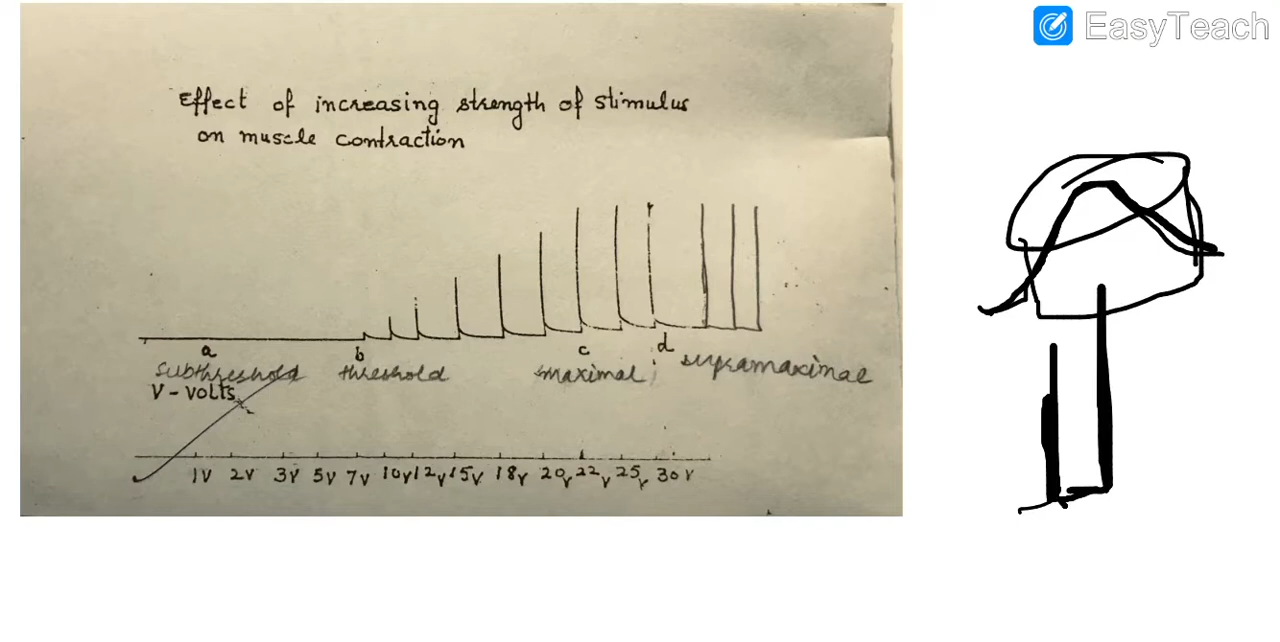 EasyTeach
Effect of increasing strength of stimulus
on muscle contraction
a b c d
subthreshold threshold maximal supramaximal
V - volts
1V 2V 3V 5V 7V 10V 12V 15V 18V 20V 22V 25V 30V